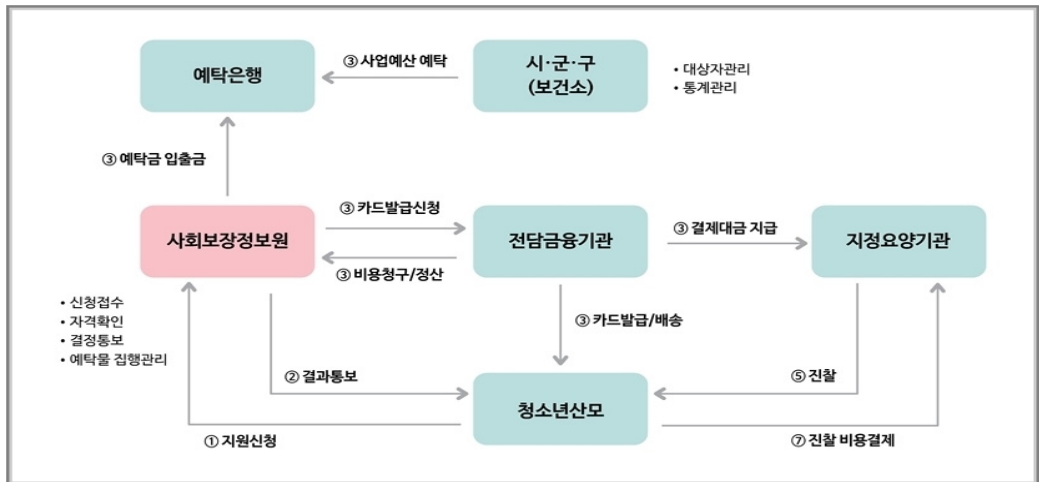 예탁은행
③ 사업예산 예탁
시·군·구
(보건소)
• 대상자관리
• 통계관리
③ 예탁금 입출금
사회보장정보원
③ 카드발급신청
③ 비용청구/정산
전담금융기관
③ 결제대금 지급
지정요양기관
• 신청접수
• 자격확인
• 결정통보
• 예탁물 집행관리
③ 카드발급/배송
② 결과통보
⑤ 진찰
청소년산모
① 지원신청
⑦ 진찰 비용결제